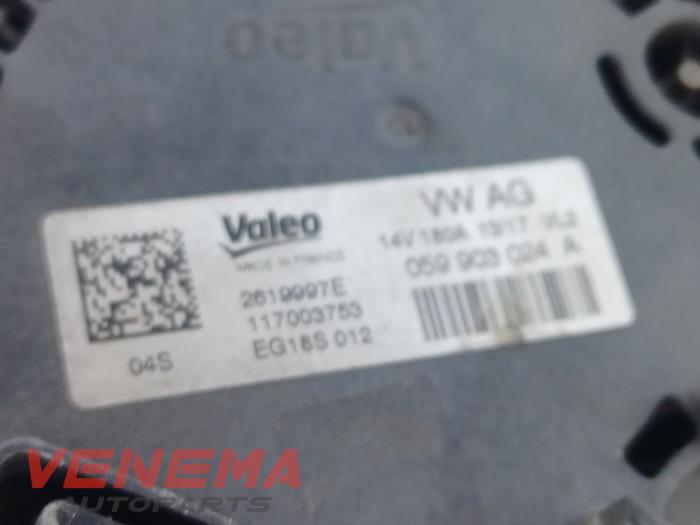 Valeo
Valeo
MADE IN FRANCE
2619997E
117003753
EG18S 012
04S
VW AG
14V 180A 13/17 VL2
059 903 024 A
VENEMA
AUTOPARTS